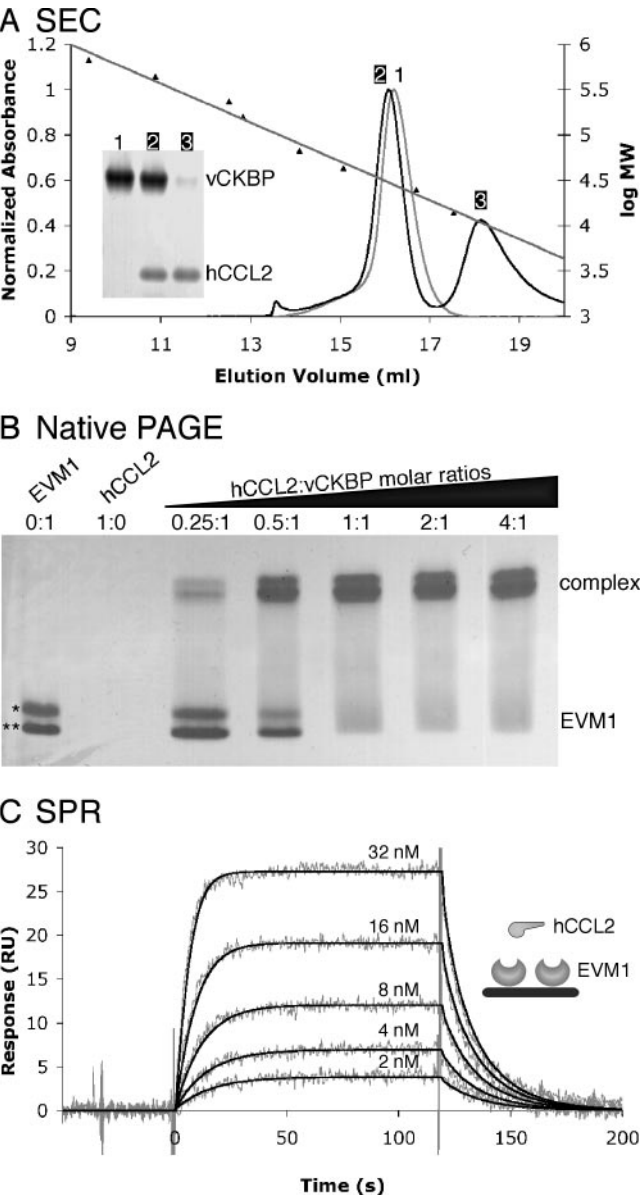 A SEC
1.2
1
0.8
0.6
0.4
0.2
0
Normalized Absorbance
6
5.5
5
4.5
4
3.5
3
log MW
2 1
3
1 2 3
vCKBP
hCCL2
9 11 13 15 17 19
Elution Volume (ml)
B Native PAGE
EVM1 hCCL2 hCCL2:vCKBP molar ratios
0:1 1:0 0.25:1 0.5:1 1:1 2:1 4:1
complex
*
**
EVM1
C SPR
30
25
20
15
10
5
0
Response (RU)
32 nM
16 nM
8 nM
4 nM
2 nM
hCCL2
EVM1
0 50 100 150 200
Time (s)